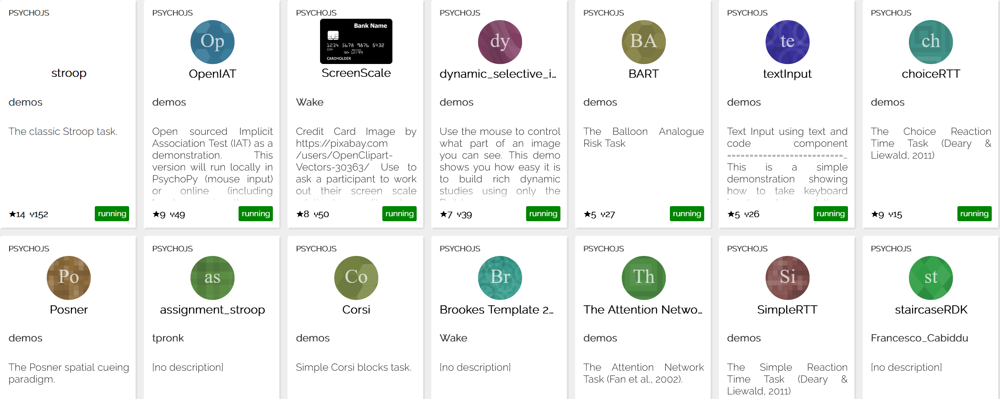 PSYCHOJS
stroop
demos
The classic Stroop task.
★14 152
running
PSYCHOJS
Op
OpenIAT
demos
Open sourced Implicit
Association Test (IAT) as a
demonstration. This
version will run locally in
PsychoPy (mouse input)
or online (including
★9 49
running
PSYCHOJS
Bank Name
1234 5678 9876 5432
1234
12/99
CARDHOLDER
ScreenScale
Wake
Credit Card Image by
https://pixabay.com
/users/OpenClipart-
Vectors-30363/ Use to
ask a participant to work
out their screen scale
★8 50
running
PSYCHOJS
dy
dynamic_selective_i...
demos
Use the mouse to control
what part of an image
you can see. This demo
shows you how easy it is
to build rich dynamic
studies using only the
★7 39
running
PSYCHOJS
BA
BART
demos
The Balloon Analogue
Risk Task
★5 27
running
PSYCHOJS
te
textInput
demos
Text Input using text and
code component
==========================...
This is a simple
demonstration showing
how to take keyboard
★5 26
running
PSYCHOJS
ch
choiceRTT
demos
The Choice Reaction
Time Task (Deary &
Liewald, 2011)
★9 15
running
PSYCHOJS
Po
Posner
demos
The Posner spatial cueing
paradigm.
PSYCHOJS
as
assignment_stroop
tpronk
[no description]
PSYCHOJS
Co
Corsi
demos
Simple Corsi blocks task.
PSYCHOJS
Br
Brookes Template 2...
Wake
[no description]
PSYCHOJS
Th
The Attention Netwo...
demos
The Attention Network
Task (Fan et al., 2002).
PSYCHOJS
Si
SimpleRTT
demos
The Simple Reaction
Time Task (Deary &
Liewald, 2011)
PSYCHOJS
st
staircaseRDK
Francesco_Cabiddu
[no description]